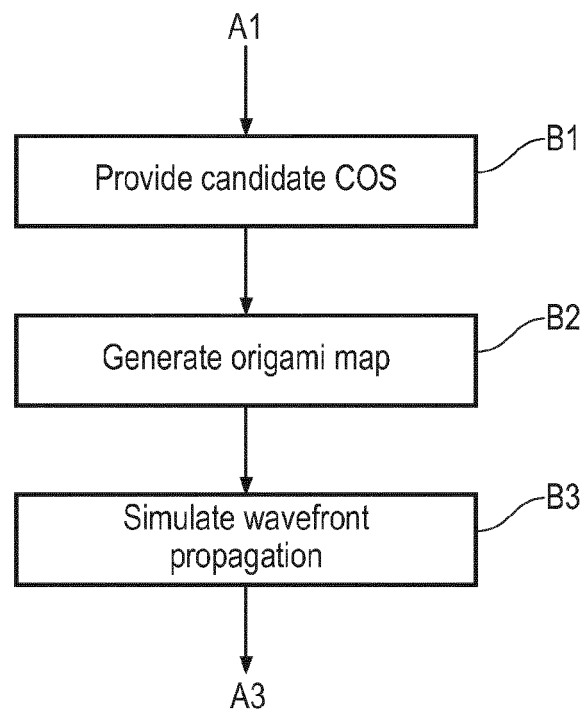 A1
Provide candidate COS
B1
Generate origami map
B2
Simulate wavefront
propagation
B3
A3